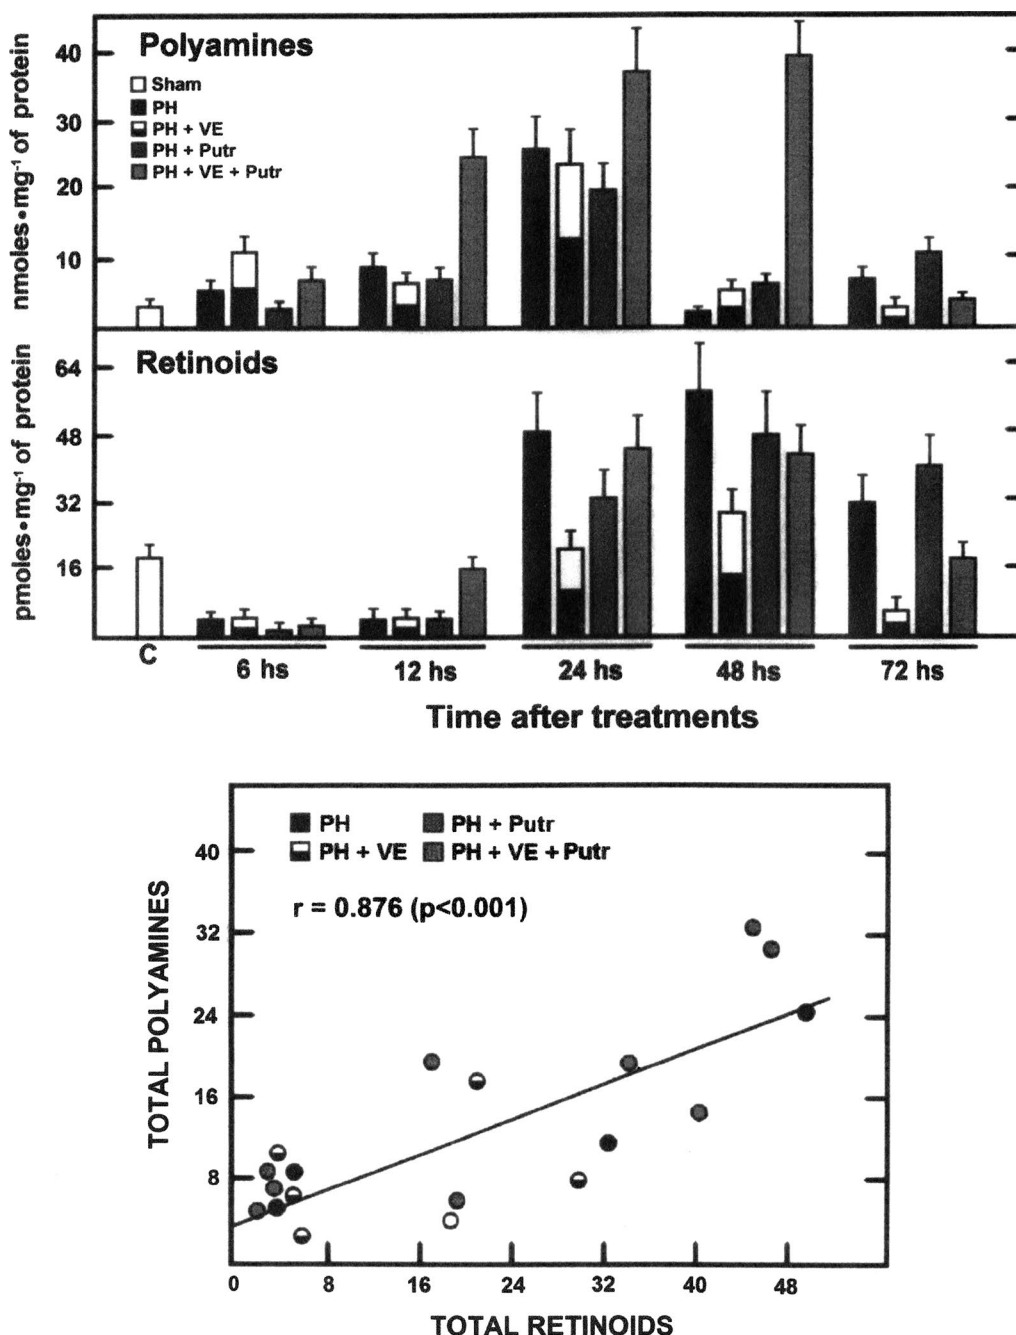 Polyamines
Sham
PH
PH + VE
PH + Putr
PH + VE + Putr
nmoles•mg⁻¹ of protein
40
30
20
10
Retinoids
pmoles•mg⁻¹ of protein
64
48
32
16
C
6 hs
12 hs
24 hs
48 hs
72 hs
Time after treatments
PH
PH + Putr
PH + VE
PH + VE + Putr
r = 0.876 (p<0.001)
TOTAL POLYAMINES
40
32
24
16
8
0
8
16
24
32
40
48
TOTAL RETINOIDS